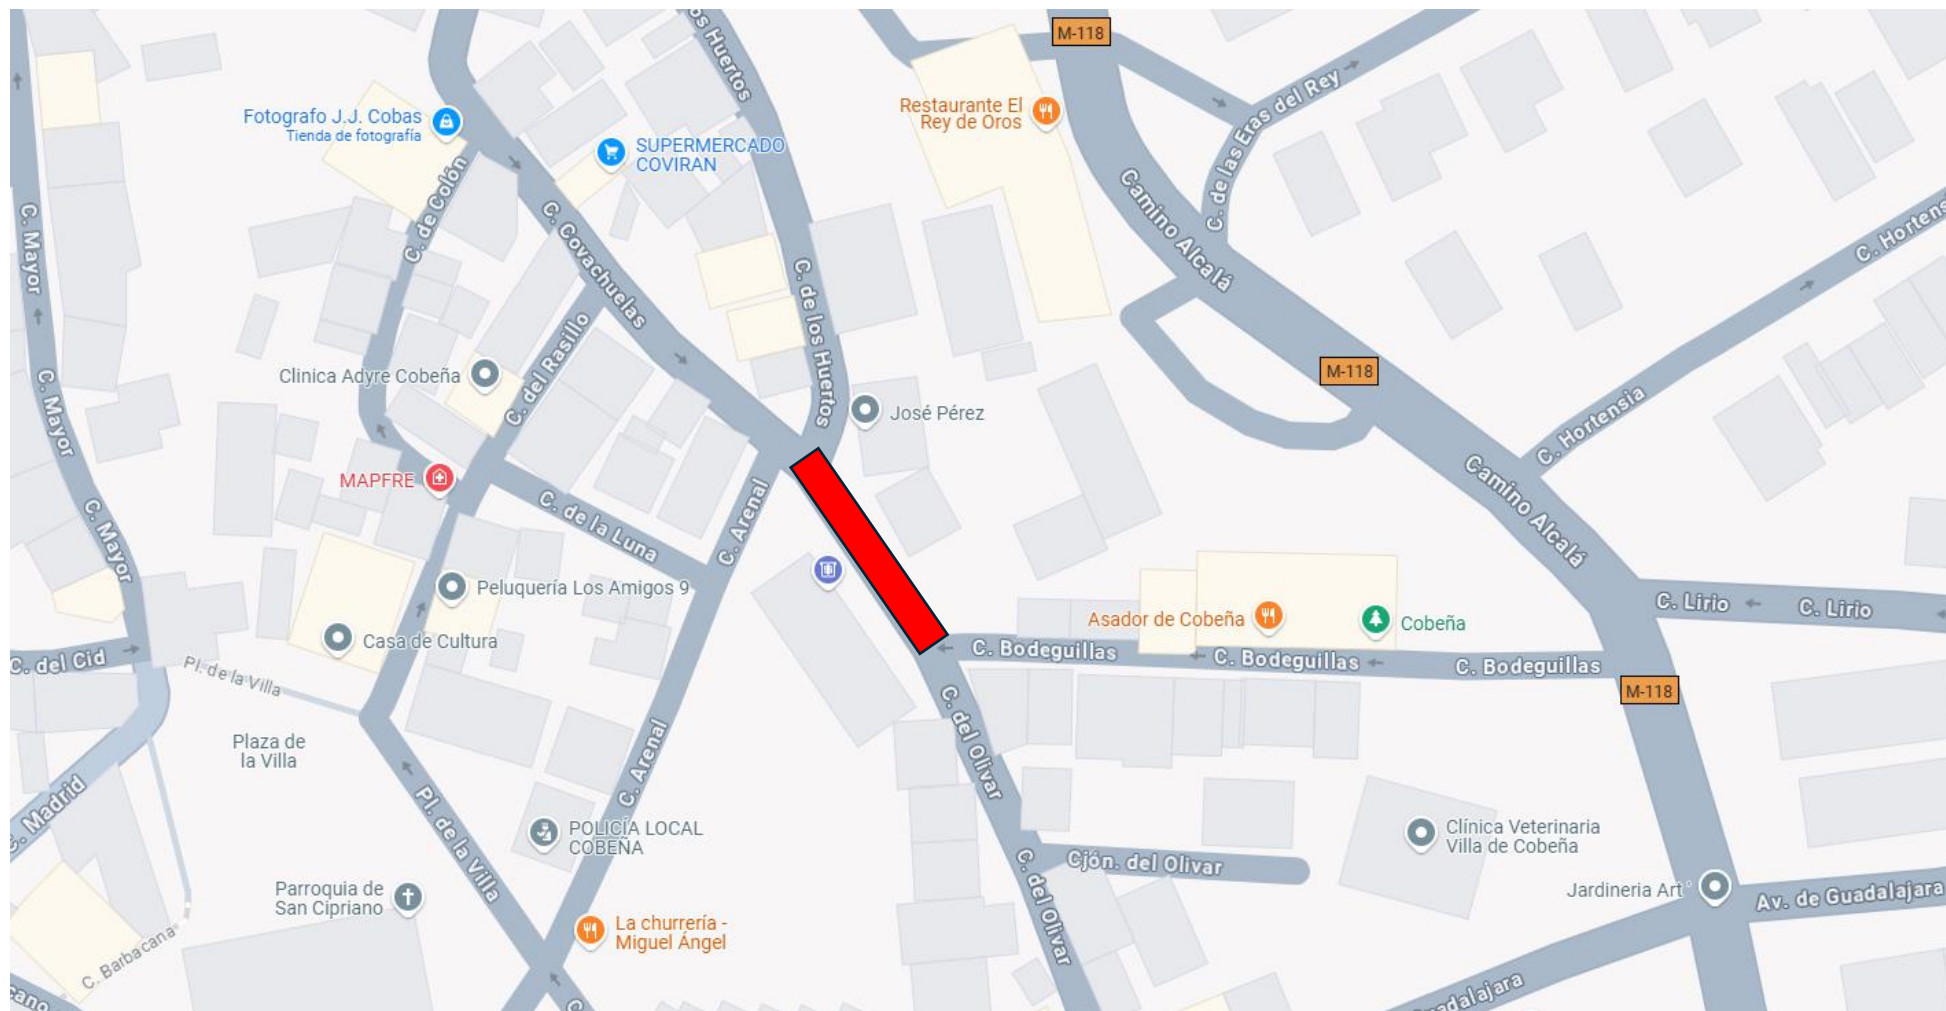 os Huertos
M-118
Fotografo J.J. Cobas
Tienda de fotografía
SUPERMERCADO
COVIRAN
Restaurante El
Rey de Oros
C. de las Eras del Rey
C. de Colón
C. Mayor
C. Covachuelas
Camino Alcalá
C. Hortens
C. de los Huertos
C. del Rasillo
Clinica Adyre Cobeña
M-118
C. Mayor
José Pérez
C. Hortensia
MAPFRE
C. de la Luna
C. Arenal
Camino Alcalá
C. Mayor
Peluquería Los Amigos 9
Casa de Cultura
Asador de Cobeña
Cobeña
C. Lirio
C. Lirio
C. del Cid
Pl. de la Villa
C. Bodeguillas
C. Bodeguillas
C. Bodeguillas
M-118
Plaza de
la Villa
C. del Olivar
C. Arenal
C. Madrid
Pl. de la Villa
POLICÍA LOCAL
COBEÑA
Clínica Veterinaria
Villa de Cobeña
Cjón. del Olivar
C. del Olivar
Parroquia de
San Cipriano
Jardineria Art
Av. de Guadalajara
La churrería -
Miguel Ángel
C. Barbacana
cano
C
uadalajara